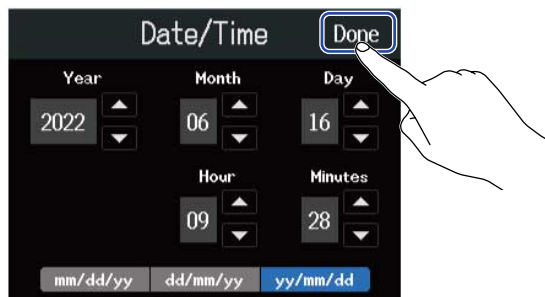 Date/Time Done
Year Month Day
2022 06 16
Hour Minutes
09 28
mm/dd/yy dd/mm/yy yy/mm/dd